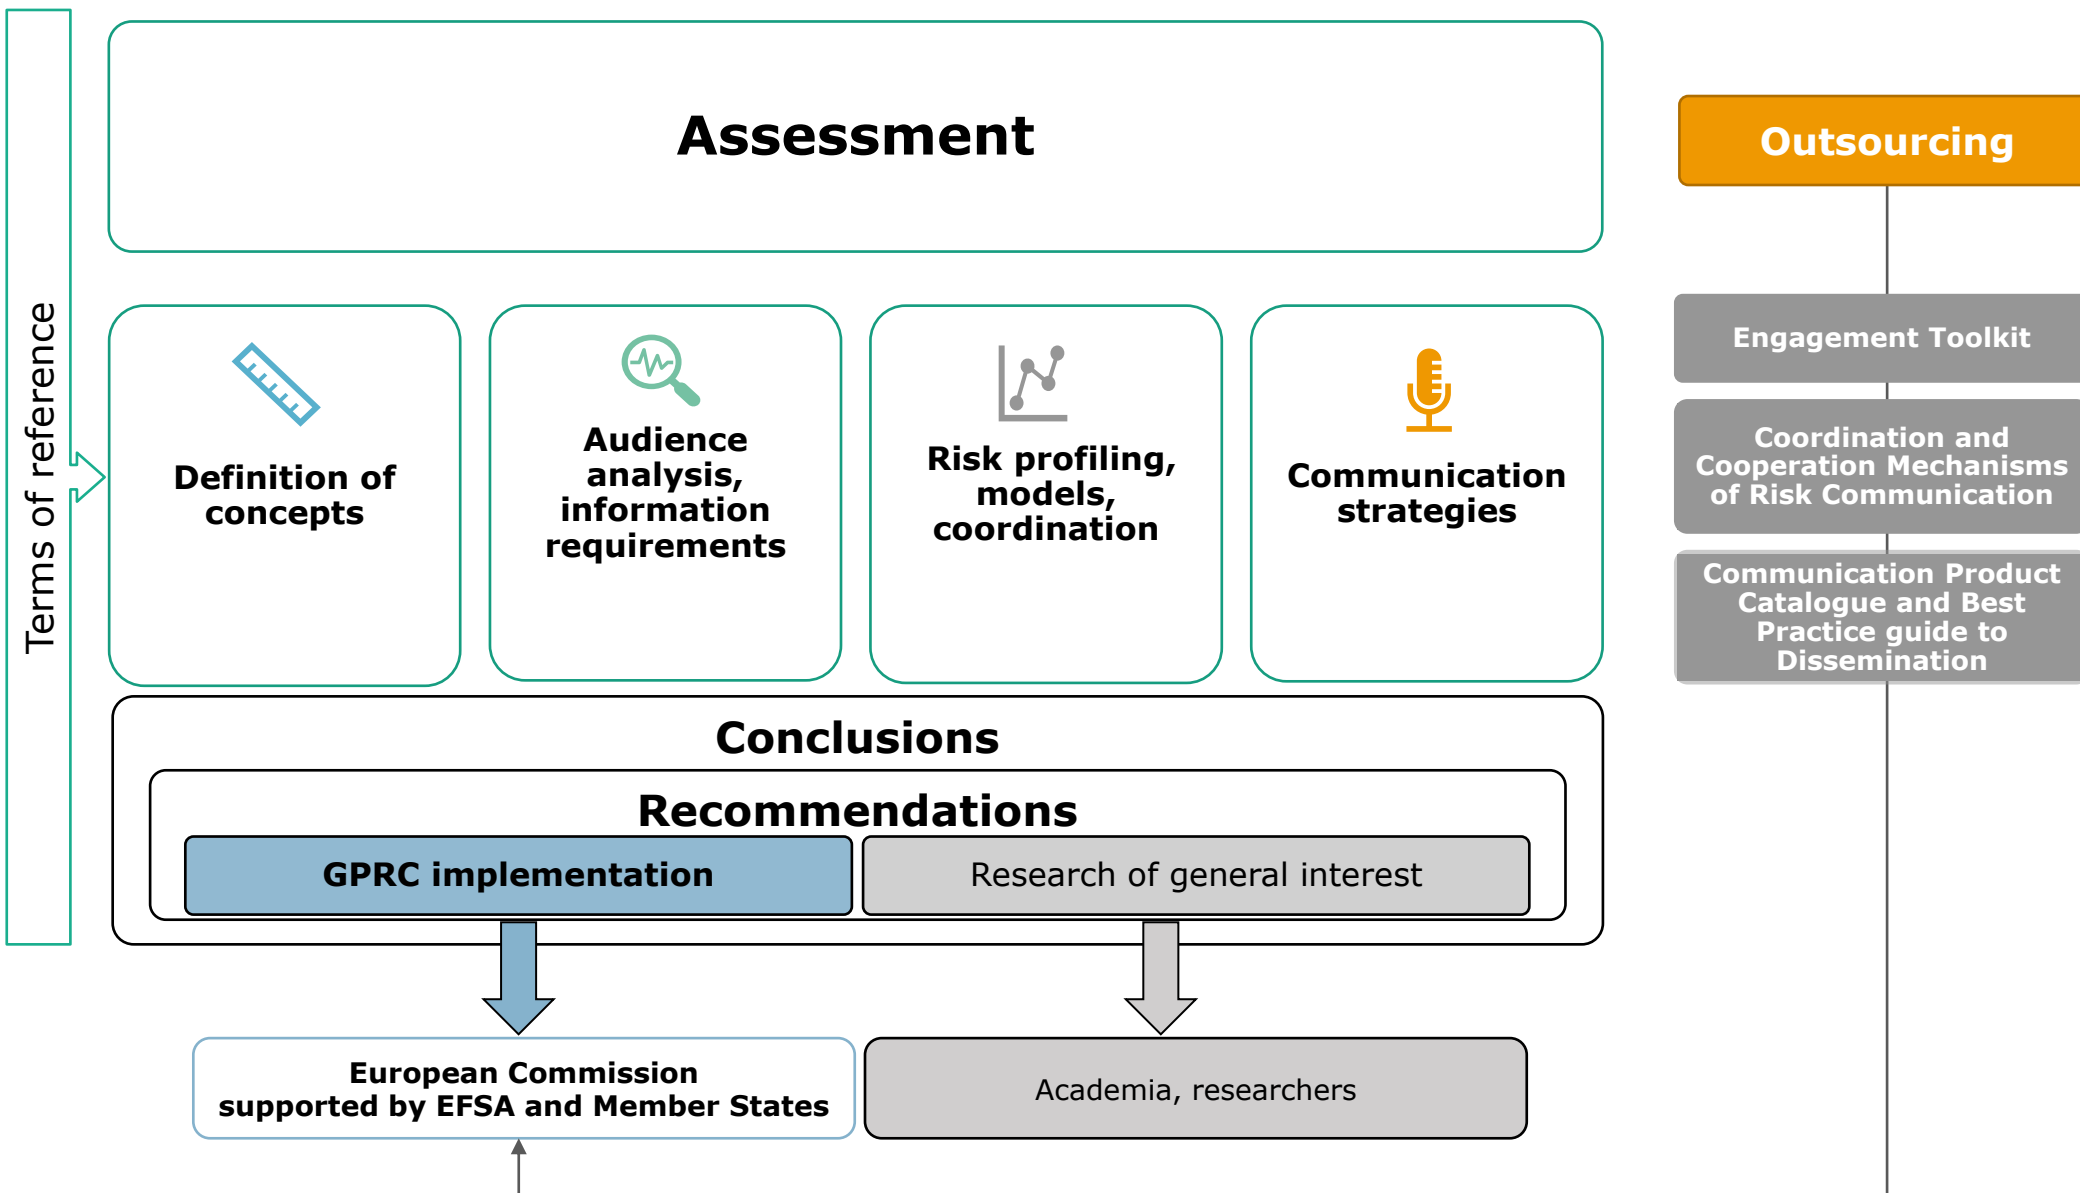 Terms of reference
Assessment
Definition of
concepts
Audience
analysis,
information
requirements
Risk profiling,
models,
coordination
Communication
strategies
Conclusions
Recommendations
GPRC implementation
Research of general interest
European Commission
supported by EFSA and Member States
Academia, researchers
Outsourcing
Engagement Toolkit
Coordination and
Cooperation Mechanisms
of Risk Communication
Communication Product
Catalogue and Best
Practice guide to
Dissemination